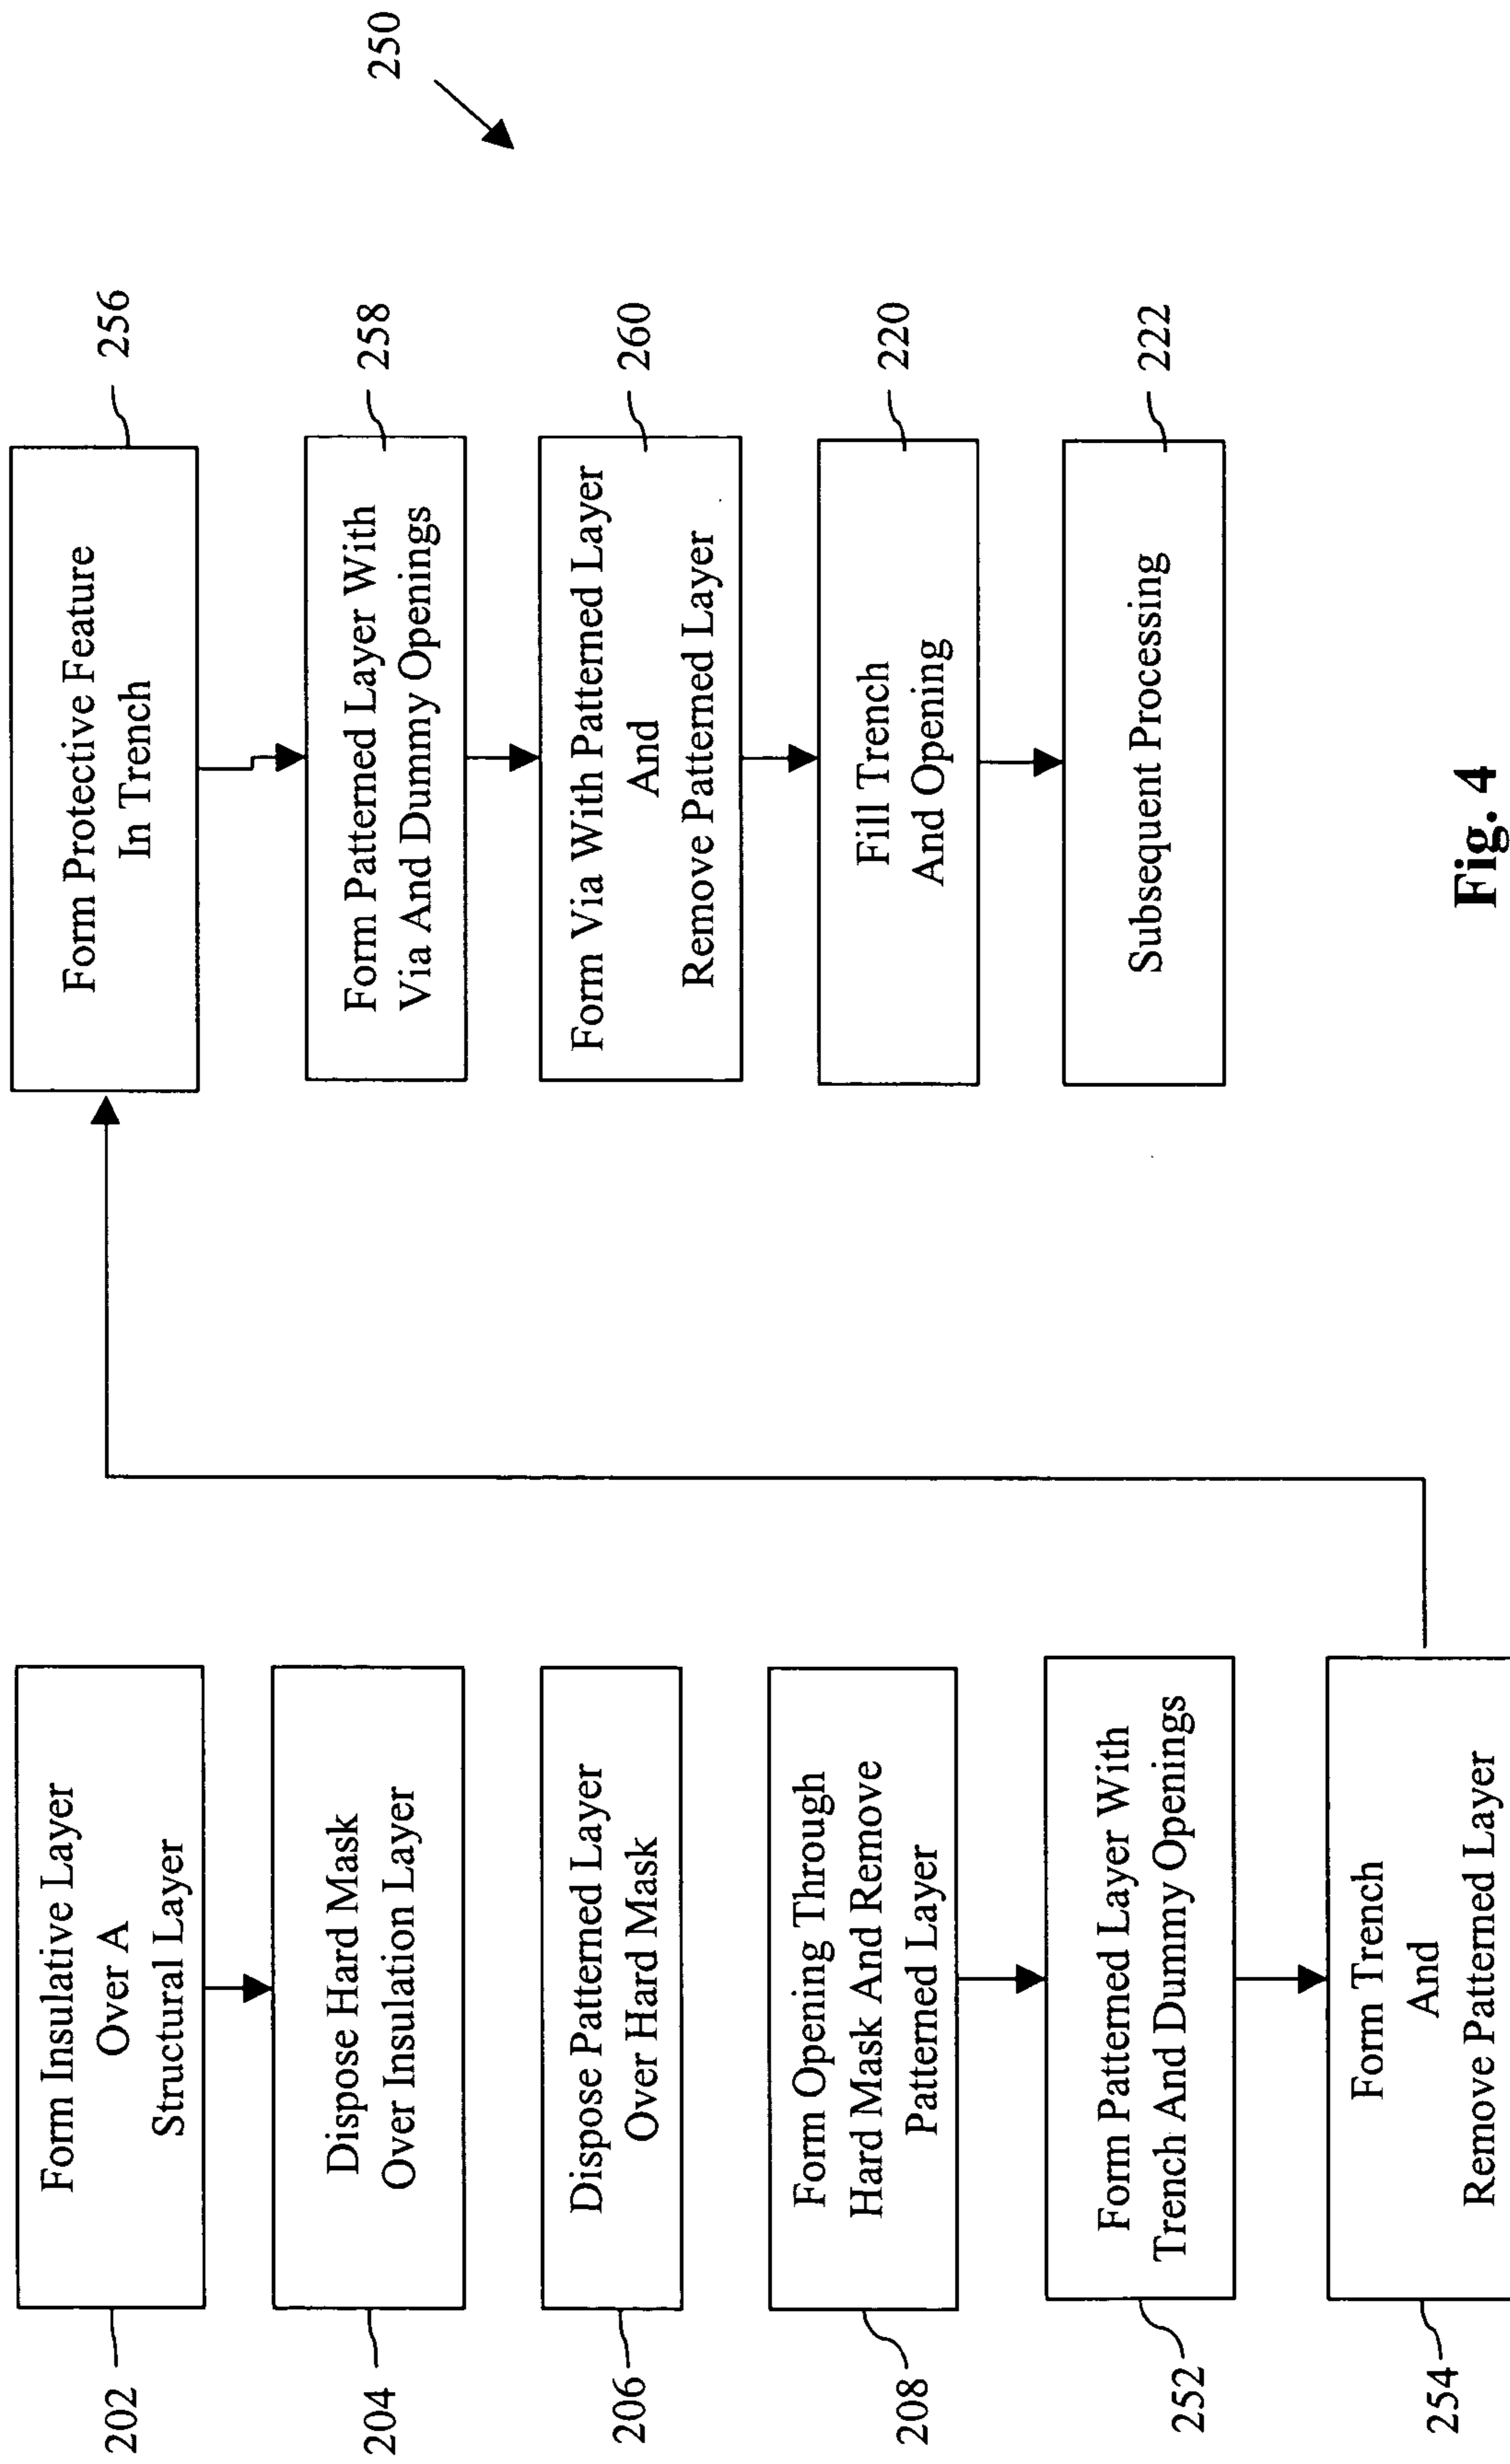 202
Form Insulative Layer
Over A
Structural Layer
204
Dispose Hard Mask
Over Insulation Layer
206
Dispose Patterned Layer
Over Hard Mask
208
Form Opening Through
Hard Mask And Remove
Patterned Layer
252
Form Patterned Layer With
Trench And Dummy Openings
254
Form Trench
And
Remove Patterned Layer
Form Protective Feature
In Trench
256
Form Patterned Layer With
Via And Dummy Openings
258
Form Via With Patterned Layer
And
Remove Patterned Layer
260
Fill Trench
And Opening
220
Subsequent Processing
222
250
Fig. 4